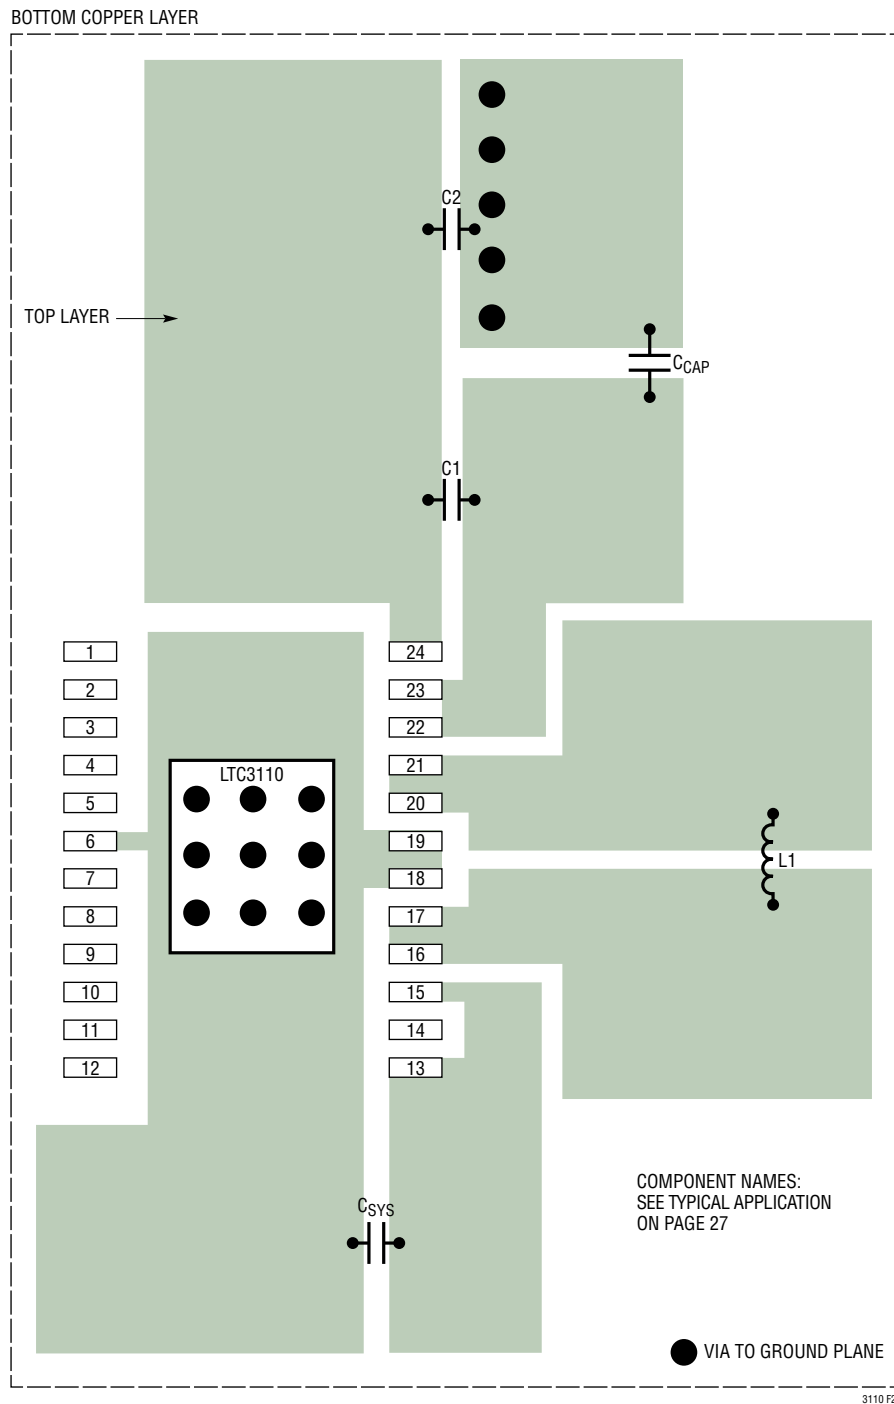 BOTTOM COPPER LAYER
C2
TOP LAYER
CCAP
C1
1
24
2
23
3
22
4
21
LTC3110
5
20
6
19
L1
7
18
8
17
9
16
10
15
11
14
12
13
COMPONENT NAMES:
SEE TYPICAL APPLICATION
ON PAGE 27
CSYS
VIA TO GROUND PLANE
3110 F2